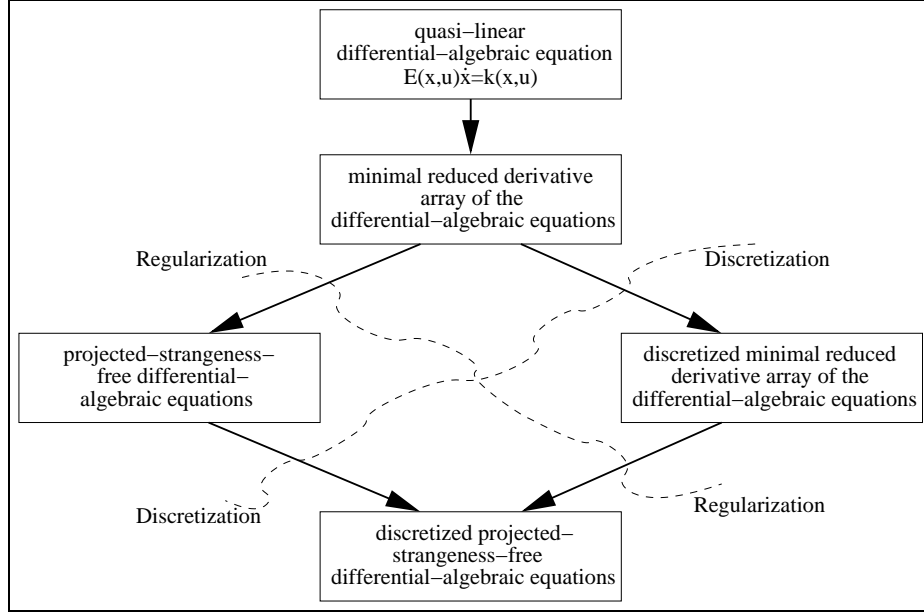 quasi−linear
differential−algebraic equation
E(x,u)ẋ=k(x,u)
minimal reduced derivative
array of the
differential−algebraic equations
Regularization
Discretization
projected−strangeness−
free differential−
algebraic equations
discretized minimal reduced
derivative array of the
differential−algebraic equations
Discretization
Regularization
discretized projected−
strangeness−free
differential−algebraic equations